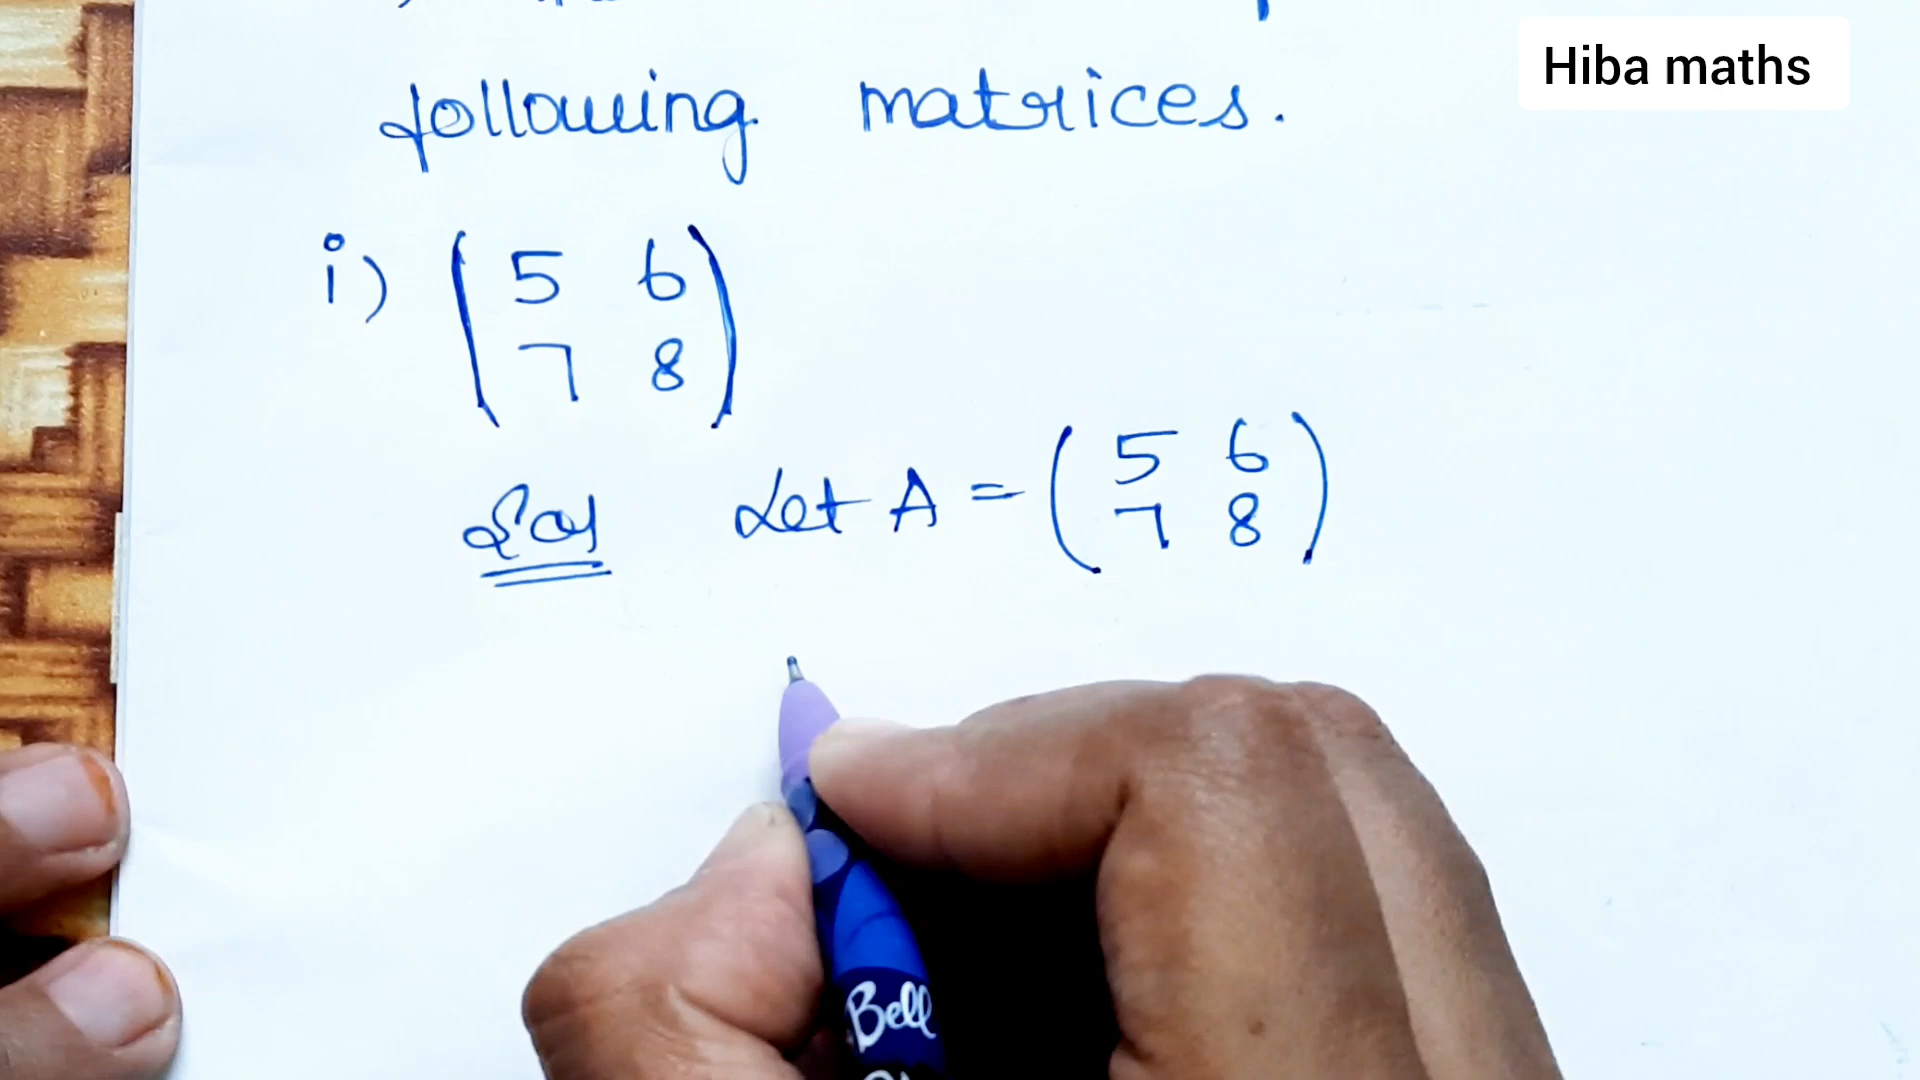 Hiba maths
following matrices.
i) ( 5 6
7 8 )
Sol Let A = ( 5 6
7 8 )
Bell